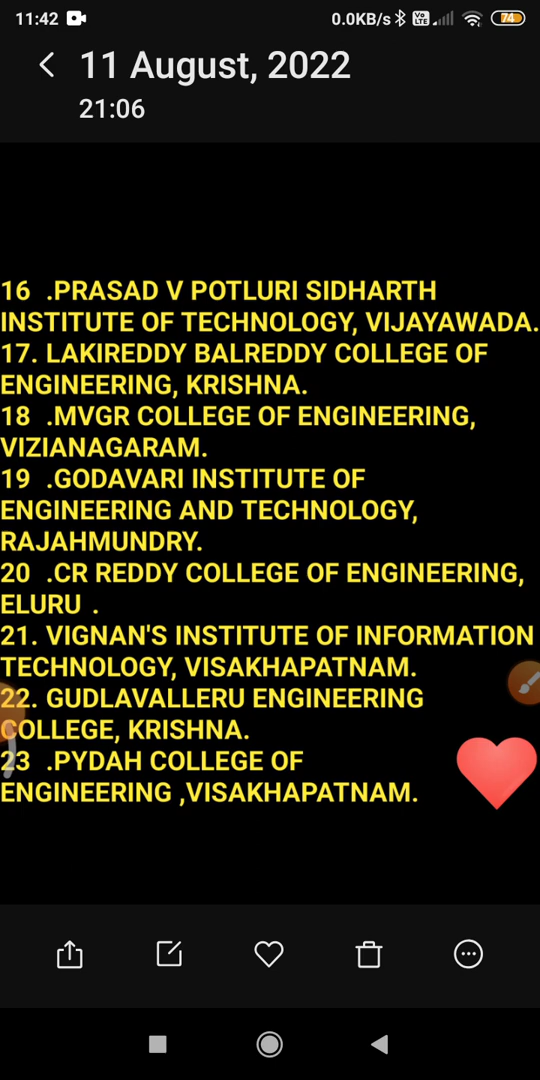 11:42
0.0KB/s Vo LTE 74
11 August, 2022
21:06
16 .PRASAD V POTLURI SIDHARTH
INSTITUTE OF TECHNOLOGY, VIJAYAWADA.
17. LAKIREDDY BALREDDY COLLEGE OF
ENGINEERING, KRISHNA.
18 .MVGR COLLEGE OF ENGINEERING,
VIZIANAGARAM.
19 .GODAVARI INSTITUTE OF
ENGINEERING AND TECHNOLOGY,
RAJAHMUNDRY.
20 .CR REDDY COLLEGE OF ENGINEERING,
ELURU .
21. VIGNAN'S INSTITUTE OF INFORMATION
TECHNOLOGY, VISAKHAPATNAM.
22. GUDLAVALLERU ENGINEERING
COLLEGE, KRISHNA.
23 .PYDAH COLLEGE OF
ENGINEERING ,VISAKHAPATNAM.